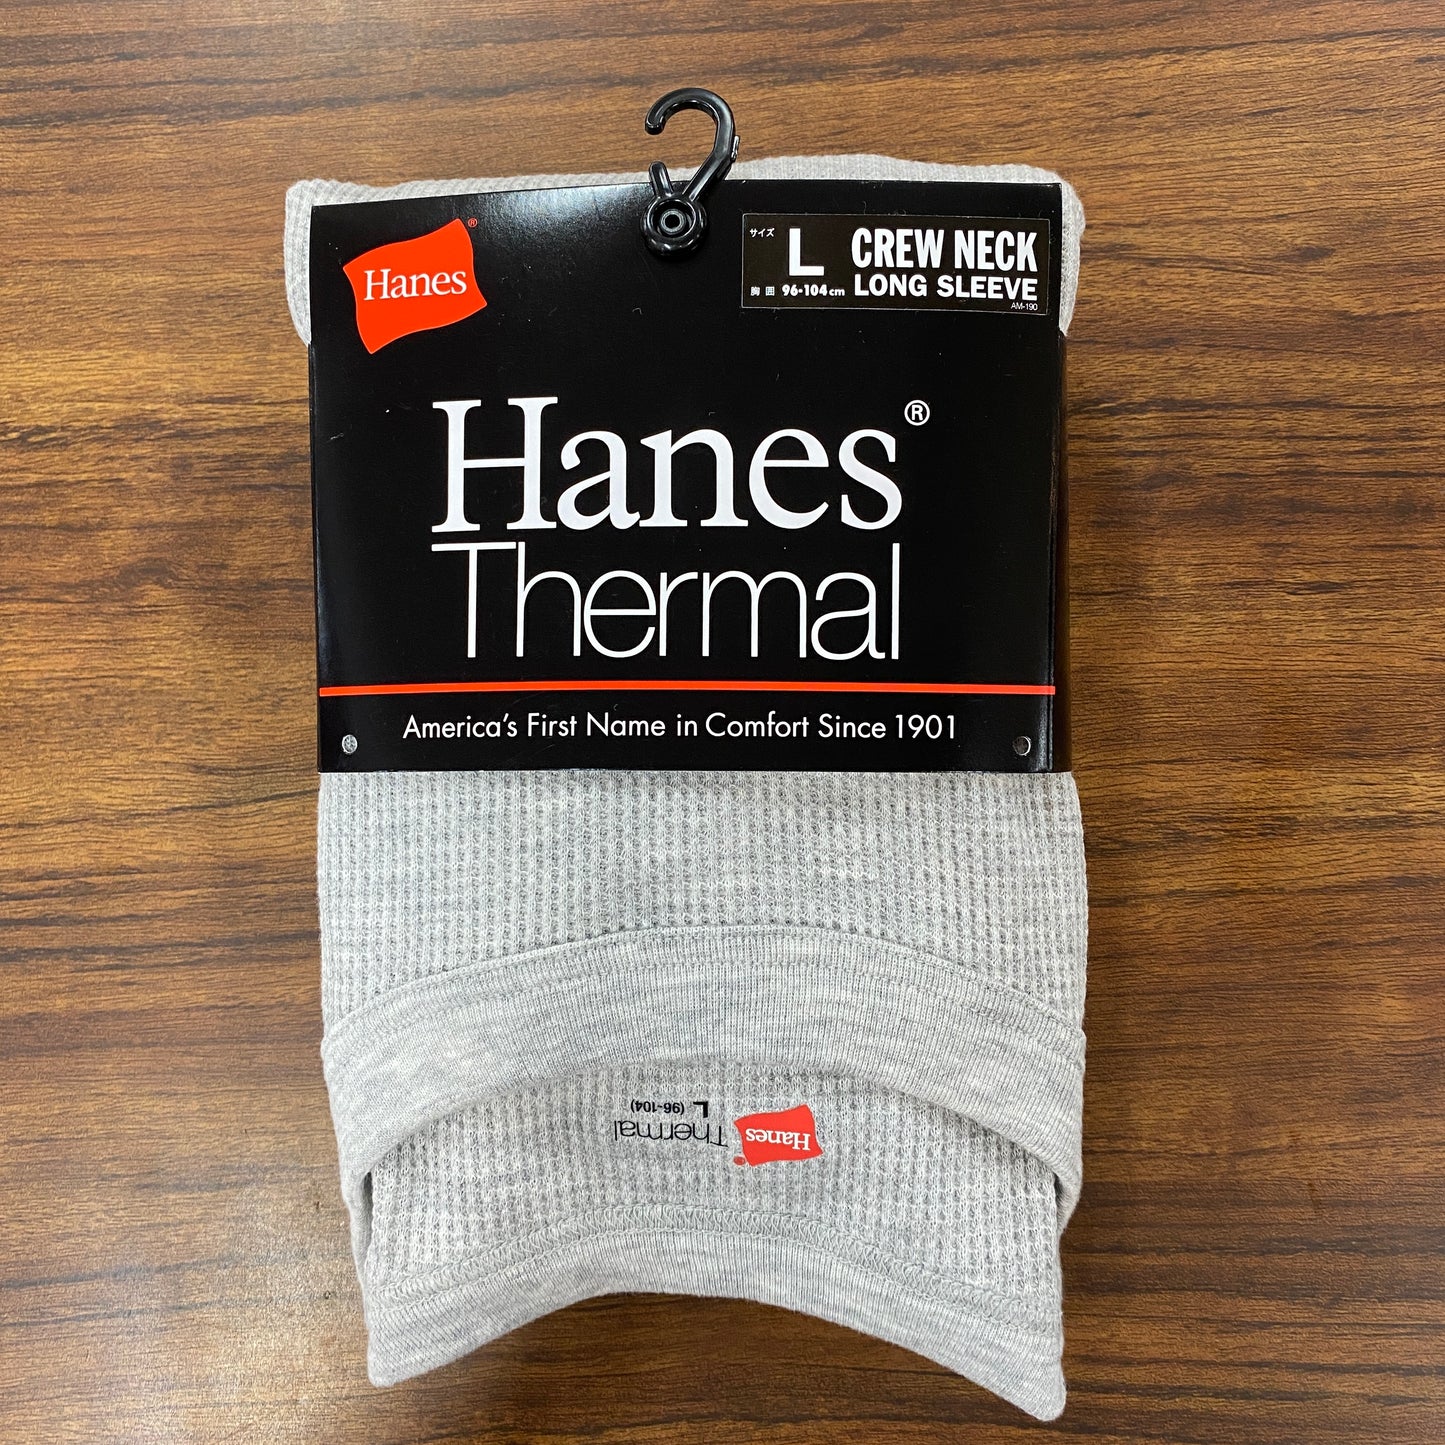 Hanes®
サイズ L CREW NECK
胸囲 96-104cm LONG SLEEVE
AM-190
Hanes®
Thermal
America's First Name in Comfort Since 1901
Hanes®
Thermal
L (96-104)